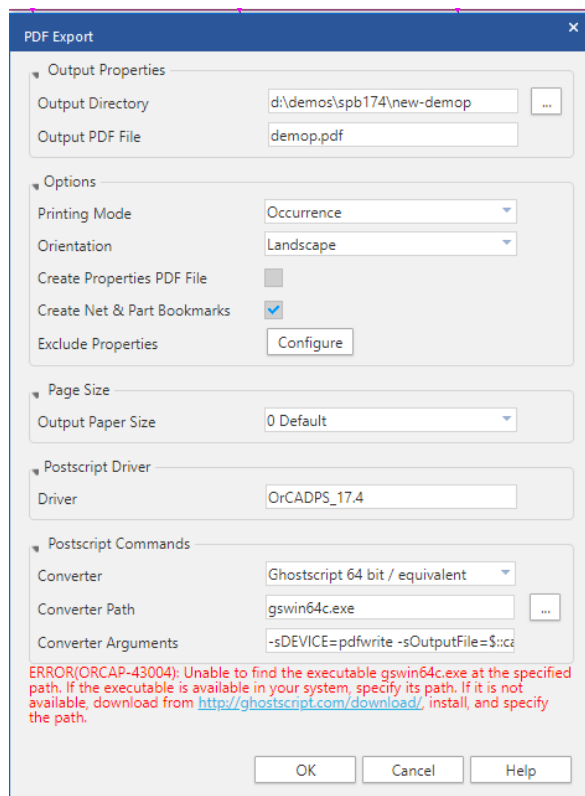 PDF Export
Output Properties
Output Directory
d:\demos\spb174\new-demop
...
Output PDF File
demop.pdf
Options
Printing Mode
Occurrence
Orientation
Landscape
Create Properties PDF File
Create Net & Part Bookmarks
Exclude Properties
Configure
Page Size
Output Paper Size
0 Default
Postscript Driver
Driver
OrCADPS_17.4
Postscript Commands
Converter
Ghostscript 64 bit / equivalent
Converter Path
gswin64c.exe
...
Converter Arguments
-sDEVICE=pdfwrite -sOutputFile=$::ca
ERROR(ORCAP-43004): Unable to find the executable gswin64c.exe at the specified
path. If the executable is available in your system, specify its path. If it is not
available, download from http://ghostscript.com/download/, install, and specify
the path.
OK
Cancel
Help